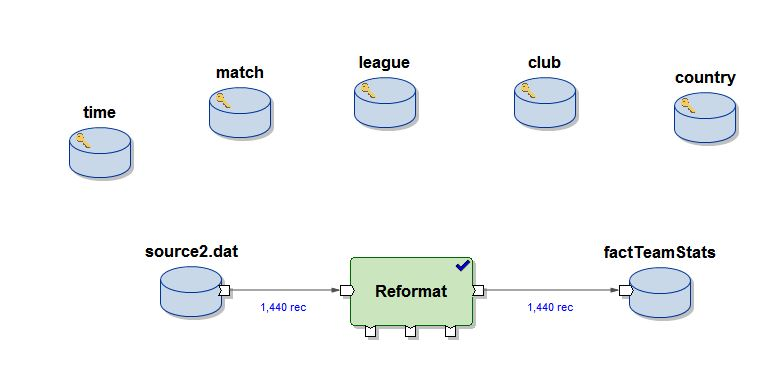 league
club
match
country
time
source2.dat
factTeamStats
Reformat
1,440 rec
1,440 rec